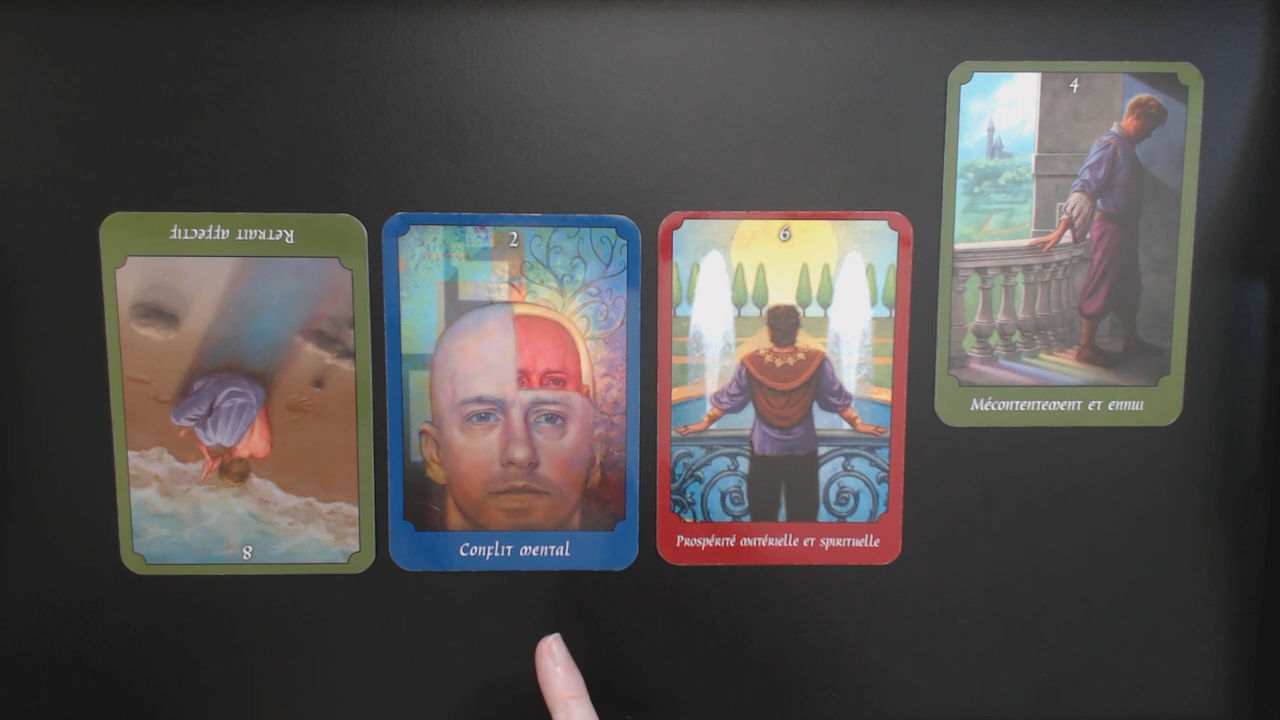 Retrait affectif
8
2
Conflit mental
6
Prospérité matérielle et spirituelle
4
Mécontentement et ennui